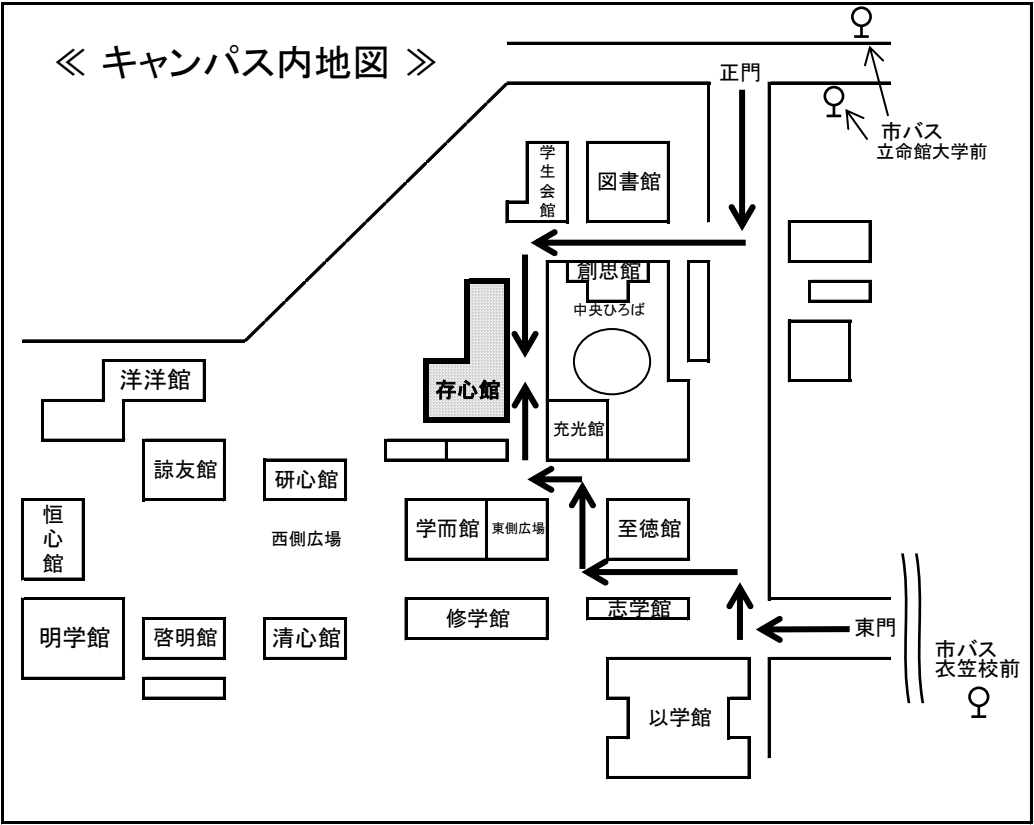 ≪ キャンパス内地図 ≫
正門
市バス
立命館大学前
学生会館
図書館
創思館
中央ひろば
洋洋館
存心館
充光館
諒友館
研心館
恒心館
西側広場
学而館
東側広場
至徳館
明学館
啓明館
清心館
修学館
志学館
東門
市バス
衣笠校前
以学館